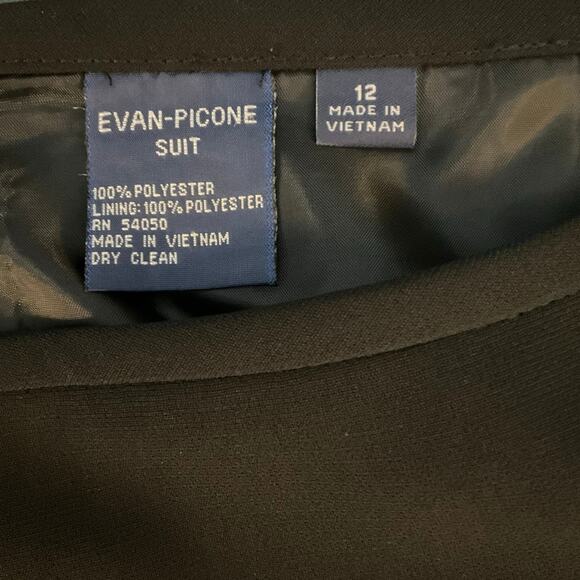 EVAN-PICONE
SUIT
100% POLYESTER
LINING: 100% POLYESTER
RN 54050
MADE IN VIETNAM
DRY CLEAN
12
MADE IN
VIETNAM